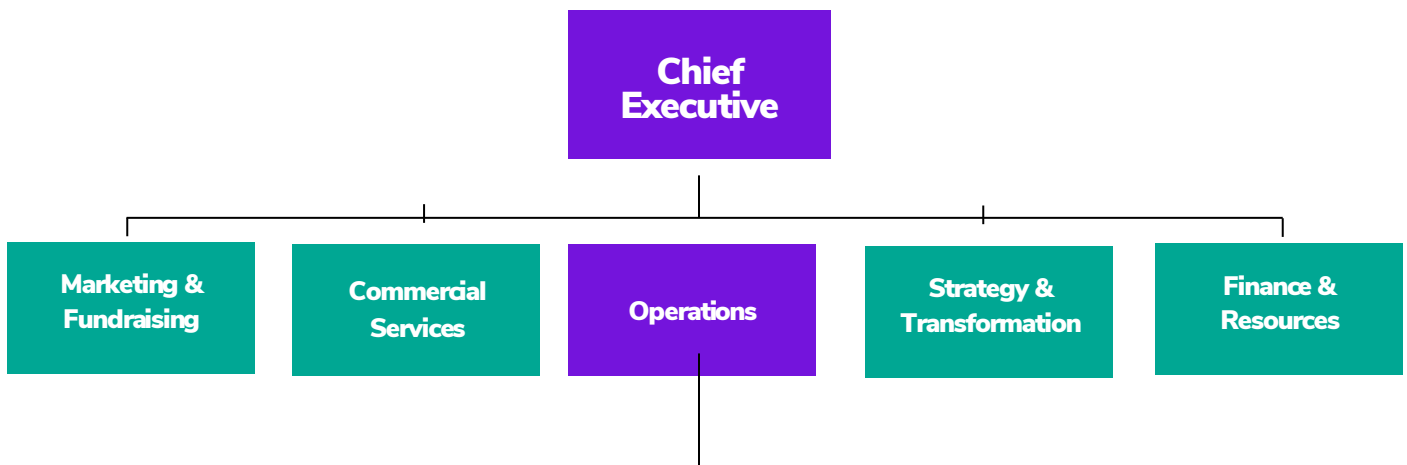 Chief
Executive
Marketing &
Fundraising
Commercial
Services
Operations
Strategy &
Transformation
Finance &
Resources